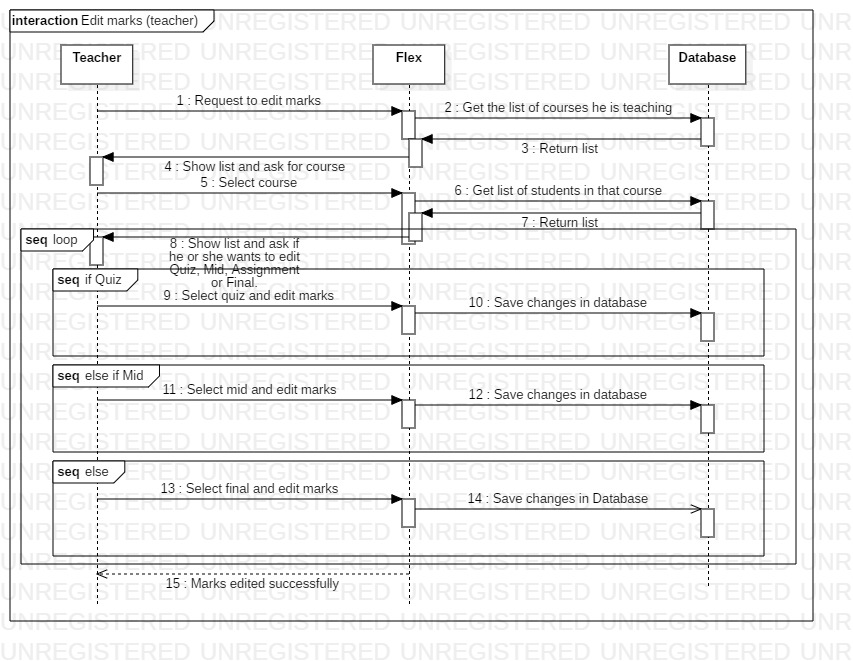 interaction Edit marks (teacher)
Teacher
Flex
Database
1 : Request to edit marks
2 : Get the list of courses he is teaching
3 : Return list
4 : Show list and ask for course
5 : Select course
6 : Get list of students in that course
7 : Return list
seq loop
8 : Show list and ask if
he or she wants to edit
Quiz, Mid, Assignment
or Final.
seq if Quiz
9 : Select quiz and edit marks
10 : Save changes in database
seq else if Mid
11 : Select mid and edit marks
12 : Save changes in database
seq else
13 : Select final and edit marks
14 : Save changes in Database
15 : Marks edited successfully
UNREGISTERED